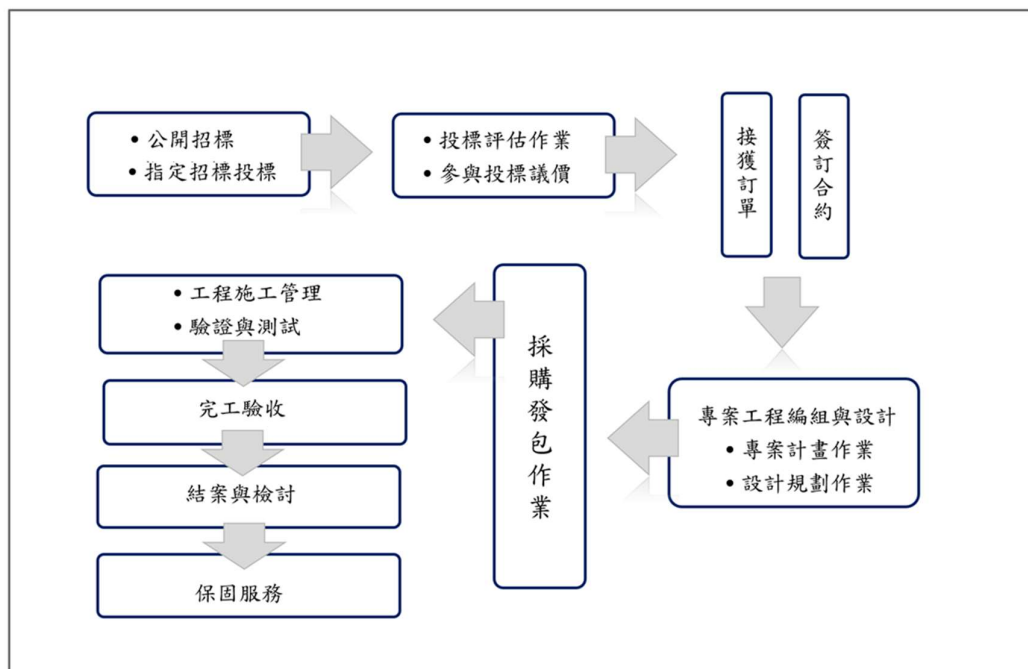 • 公開招標
• 指定招標投標
• 投標評估作業
• 參與投標議價
接獲訂單
簽訂合約
專案工程編組與設計
• 專案計畫作業
• 設計規劃作業
採購發包作業
• 工程施工管理
• 驗證與測試
完工驗收
結案與檢討
保固服務